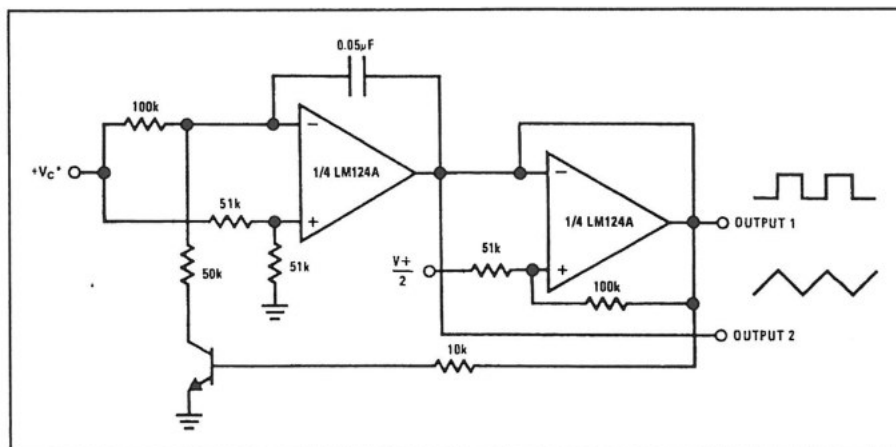 0.05µF
100k
1/4 LM124A
+VC*
51k
51k
50k
1/4 LM124A
OUTPUT 1
51k
V+
2
100k
OUTPUT 2
10k